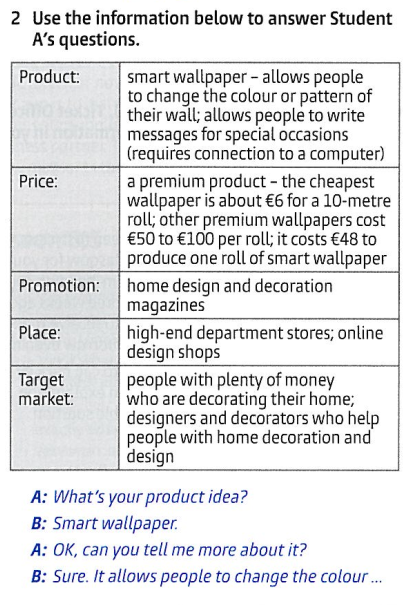 2 Use the information below to answer Student
A's questions.
Product: smart wallpaper – allows people
to change the colour or pattern of
their wall; allows people to write
messages for special occasions
(requires connection to a computer)
Price: a premium product – the cheapest
wallpaper is about €6 for a 10-metre
roll; other premium wallpapers cost
€50 to €100 per roll; it costs €48 to
produce one roll of smart wallpaper
Promotion: home design and decoration
magazines
Place: high-end department stores; online
design shops
Target people with plenty of money
market: who are decorating their home;
designers and decorators who help
people with home decoration and
design
A: What's your product idea?
B: Smart wallpaper.
A: OK, can you tell me more about it?
B: Sure. It allows people to change the colour ...